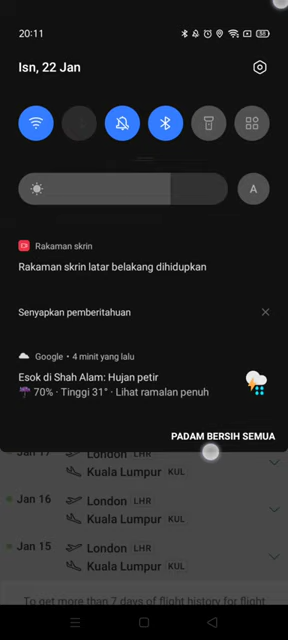 20:11
56
Isn, 22 Jan
A
Rakaman skrin
Rakaman skrin latar belakang dihidupkan
Senyapkan pemberitahuan
Google • 4 minit yang lalu
Esok di Shah Alam: Hujan petir
☔ 70% · Tinggi 31° · Lihat ramalan penuh
PADAM BERSIH SEMUA
Jan 17
London LHR
Kuala Lumpur KUL
Jan 16
London LHR
Kuala Lumpur KUL
Jan 15
London LHR
Kuala Lumpur KUL
To get more than 7 days of flight history for flight